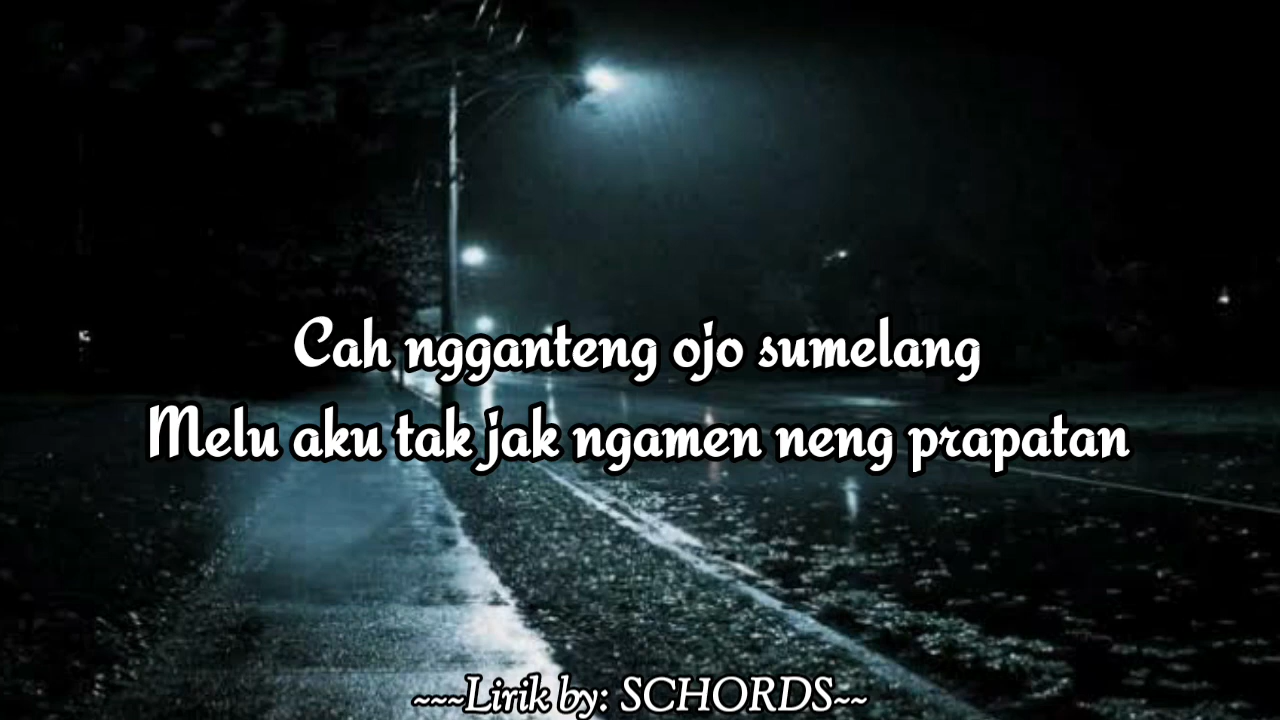 Cah ngganteng ojo sumelang
Melu aku tak jak ngamen neng prapatan
~~~Lirik by: SCHORDS~~